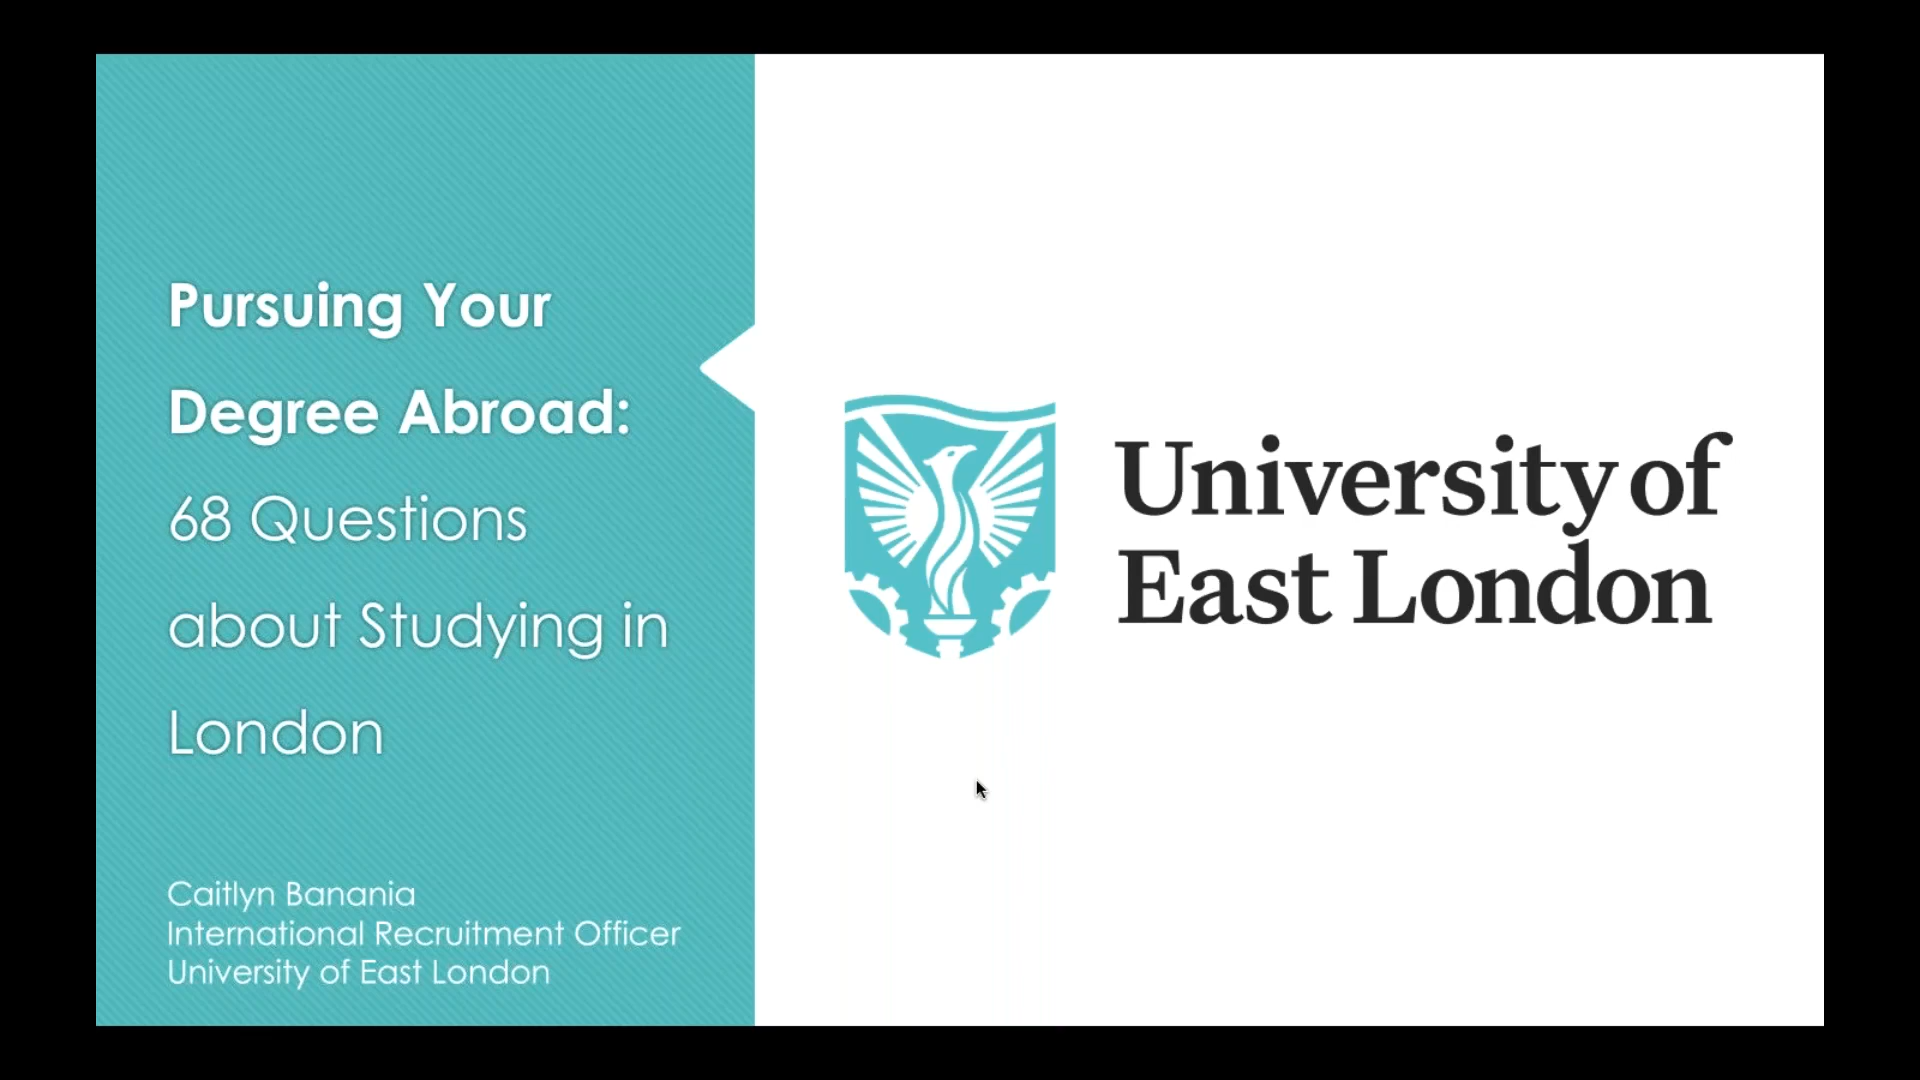 Pursuing Your
Degree Abroad:
68 Questions
about Studying in
London
Caitlyn Banania
International Recruitment Officer
University of East London
University of
East London